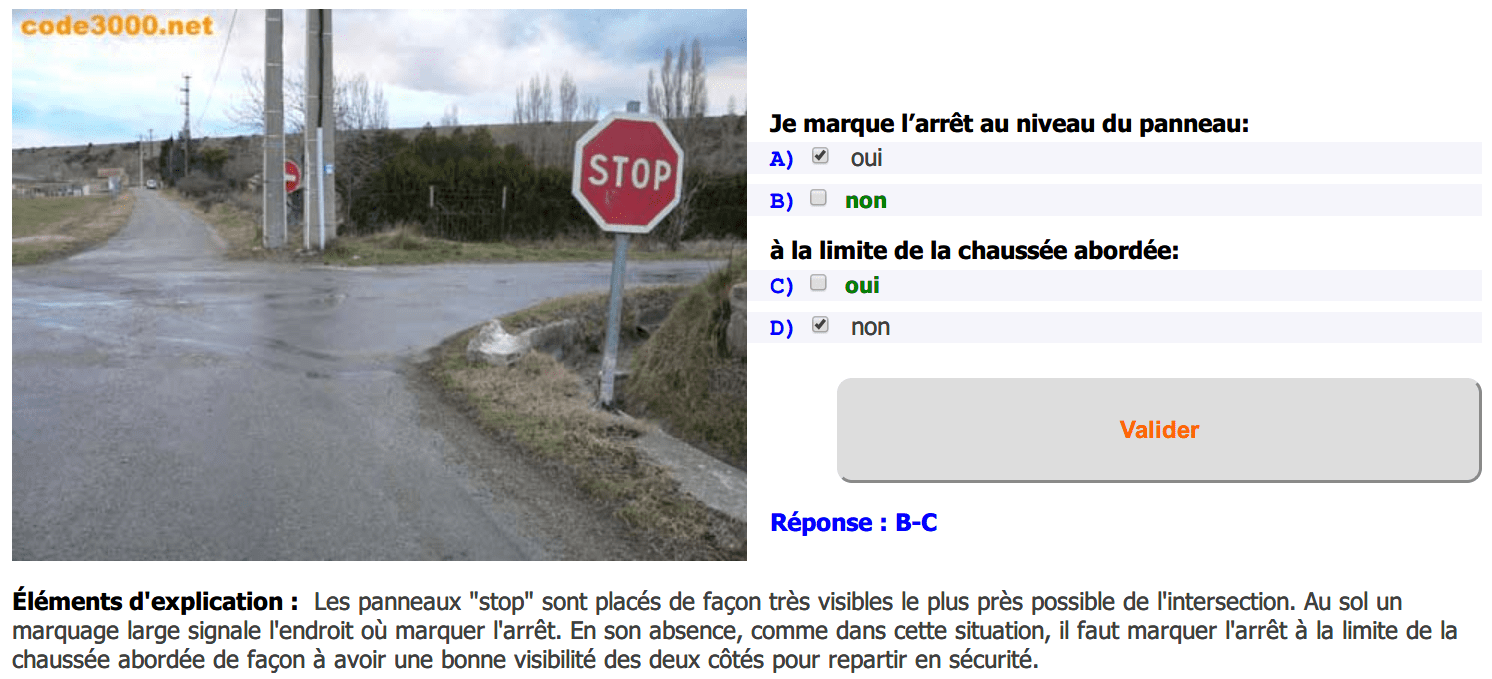 code3000.net
STOP
Je marque l’arrêt au niveau du panneau:
A) oui
B) non
à la limite de la chaussée abordée:
C) oui
D) non
Valider
Réponse : B-C
Éléments d'explication : Les panneaux "stop" sont placés de façon très visibles le plus près possible de l'intersection. Au sol un
marquage large signale l'endroit où marquer l'arrêt. En son absence, comme dans cette situation, il faut marquer l'arrêt à la limite de la
chaussée abordée de façon à avoir une bonne visibilité des deux côtés pour repartir en sécurité.